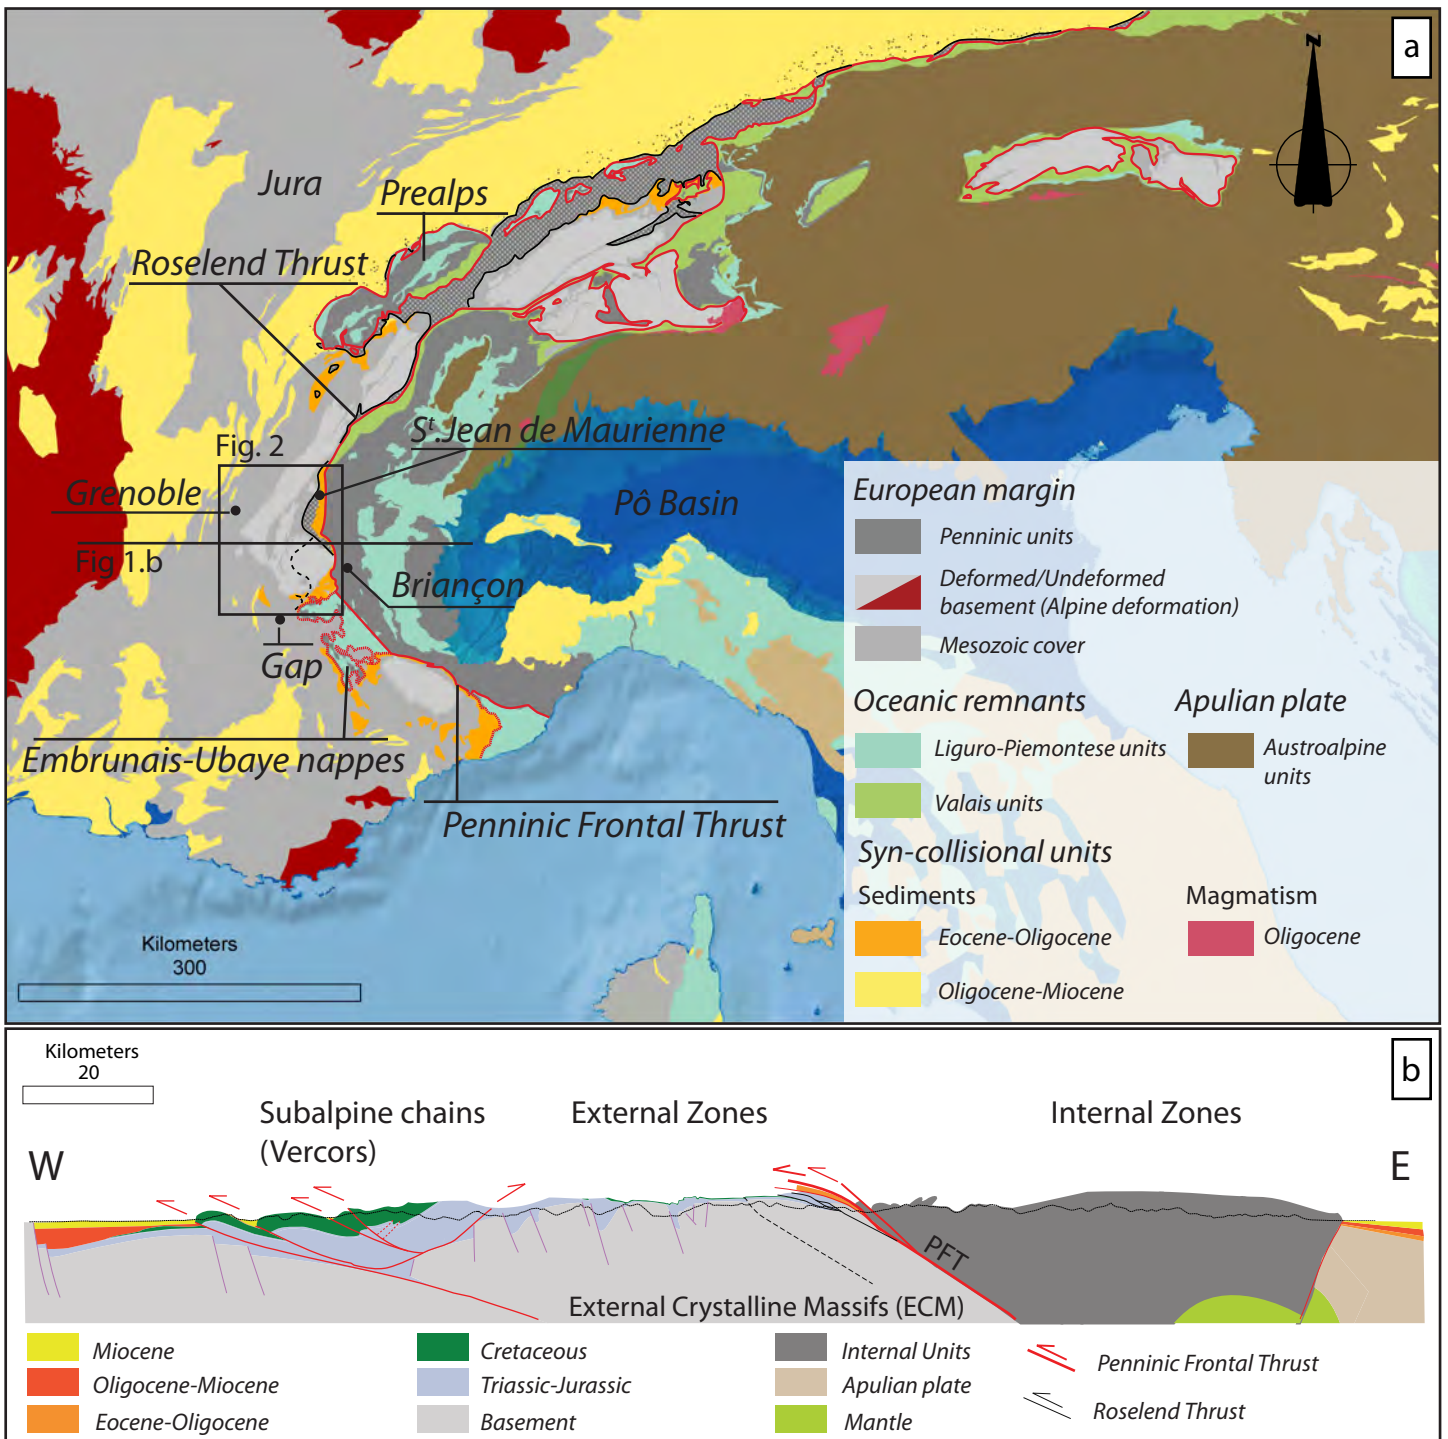 a
N
Jura
Prealps
Roselend Thrust
Fig. 2
St.Jean de Maurienne
Grenoble
Pô Basin
Fig 1.b
Briançon
Gap
Embrunais-Ubaye nappes
Penninic Frontal Thrust
Kilometers
300
European margin
Penninic units
Deformed/Undeformed
basement (Alpine deformation)
Mesozoic cover
Oceanic remnants
Liguro-Piemontese units
Valais units
Apulian plate
Austroalpine
units
Syn-collisional units
Sediments
Eocene-Oligocene
Oligocene-Miocene
Magmatism
Oligocene
b
Kilometers
20
Subalpine chains
(Vercors)
External Zones
Internal Zones
W
E
PFT
External Crystalline Massifs (ECM)
Miocene
Oligocene-Miocene
Eocene-Oligocene
Cretaceous
Triassic-Jurassic
Basement
Internal Units
Apulian plate
Mantle
Penninic Frontal Thrust
Roselend Thrust